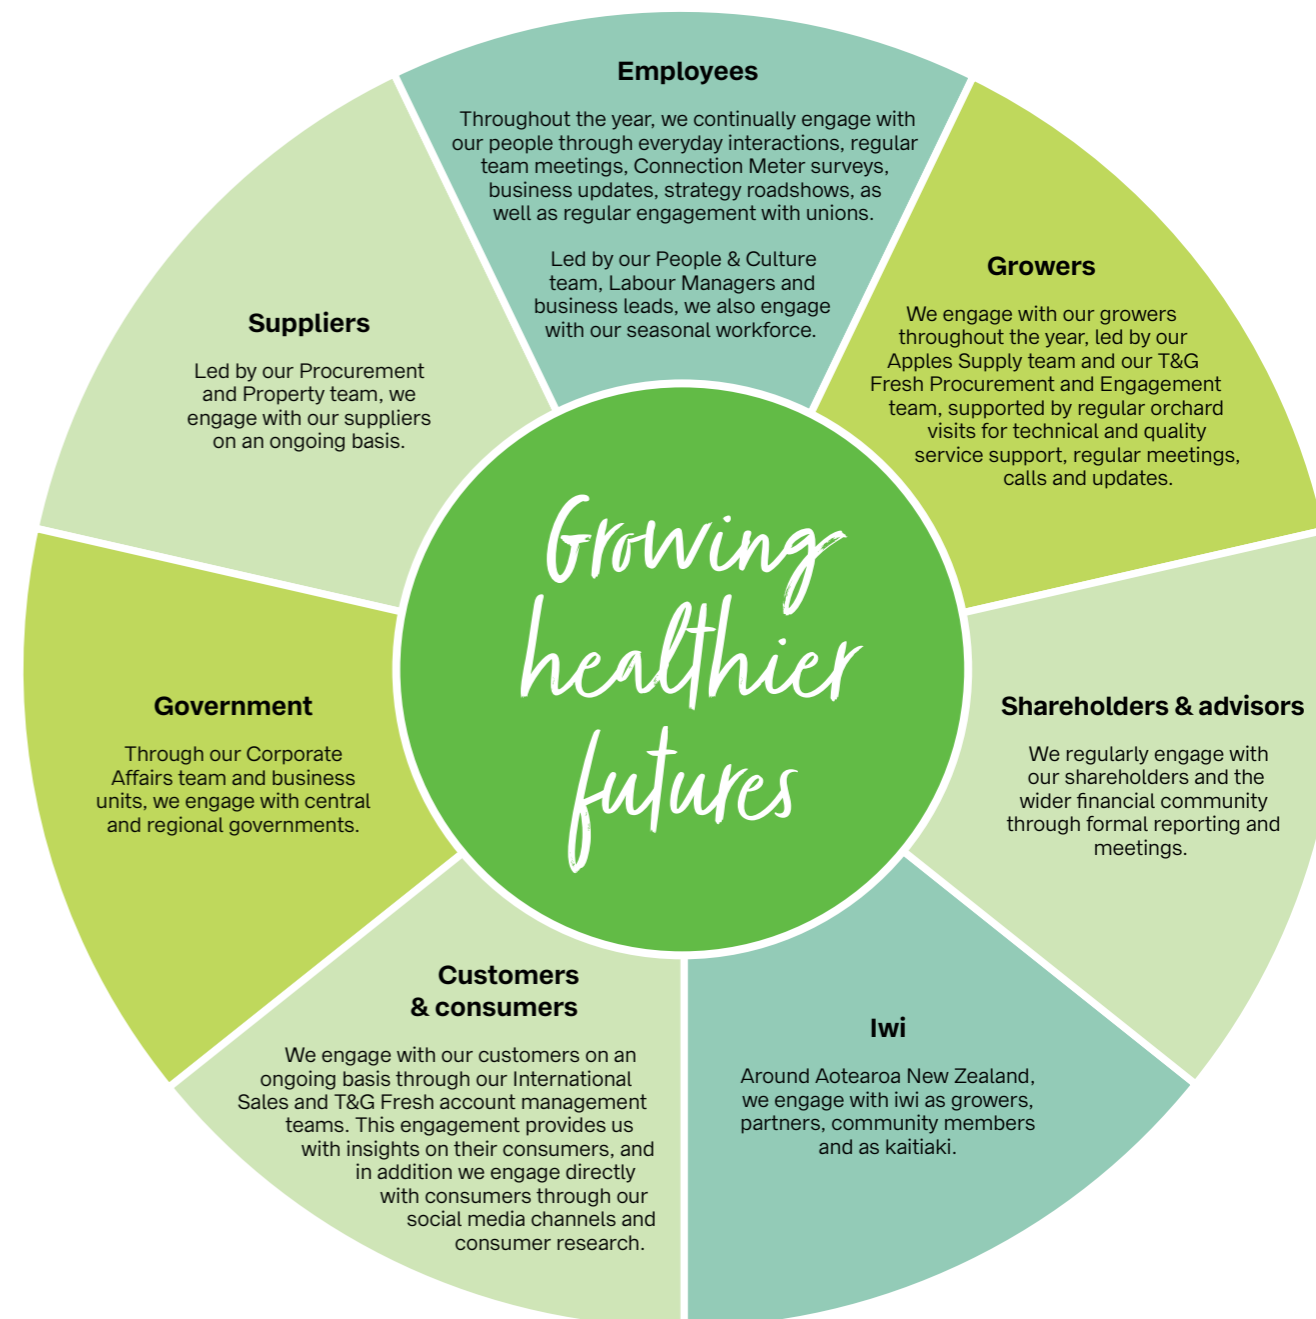 Employees
Throughout the year, we continually engage with
our people through everyday interactions, regular
team meetings, Connection Meter surveys,
business updates, strategy roadshows, as
well as regular engagement with unions.
Led by our People & Culture
team, Labour Managers and
business leads, we also engage
with our seasonal workforce.
Growers
We engage with our growers
throughout the year, led by our
Apples Supply team and our T&G
Fresh Procurement and Engagement
team, supported by regular orchard
visits for technical and quality
service support, regular meetings,
calls and updates.
Shareholders & advisors
We regularly engage with
our shareholders and the
wider financial community
through formal reporting and
meetings.
Iwi
Around Aotearoa New Zealand,
we engage with iwi as growers,
partners, community members
and as kaitiaki.
Customers
& consumers
We engage with our customers on an
ongoing basis through our International
Sales and T&G Fresh account management
teams. This engagement provides us
with insights on their consumers, and
in addition we engage directly
with consumers through our
social media channels and
consumer research.
Government
Through our Corporate
Affairs team and business
units, we engage with central
and regional governments.
Suppliers
Led by our Procurement
and Property team, we
engage with our suppliers
on an ongoing basis.
Growing
healthier
futures